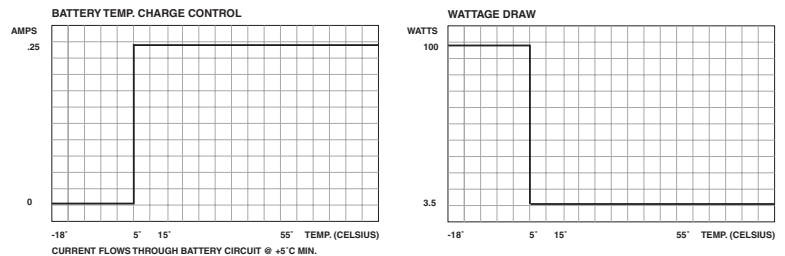 BATTERY TEMP. CHARGE CONTROL
AMPS
.25
0
-18˚ 5˚ 15˚ 55˚ TEMP. (CELSIUS)
CURRENT FLOWS THROUGH BATTERY CIRCUIT @ +5˚C MIN.
WATTAGE DRAW
WATTS
100
3.5
-18˚ 5˚ 15˚ 55˚ TEMP. (CELSIUS)